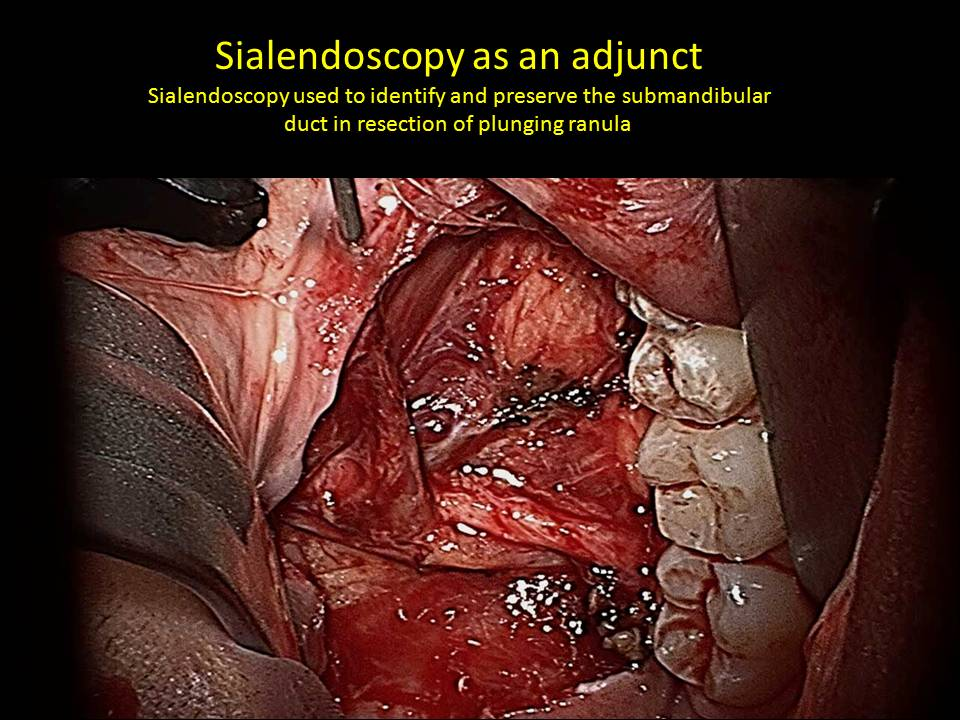 Sialendoscopy as an adjunct
Sialendoscopy used to identify and preserve the submandibular
duct in resection of plunging ranula